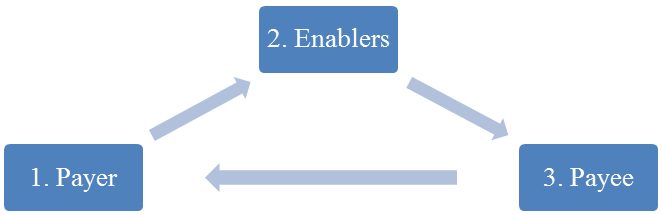 2. Enablers
1. Payer
3. Payee